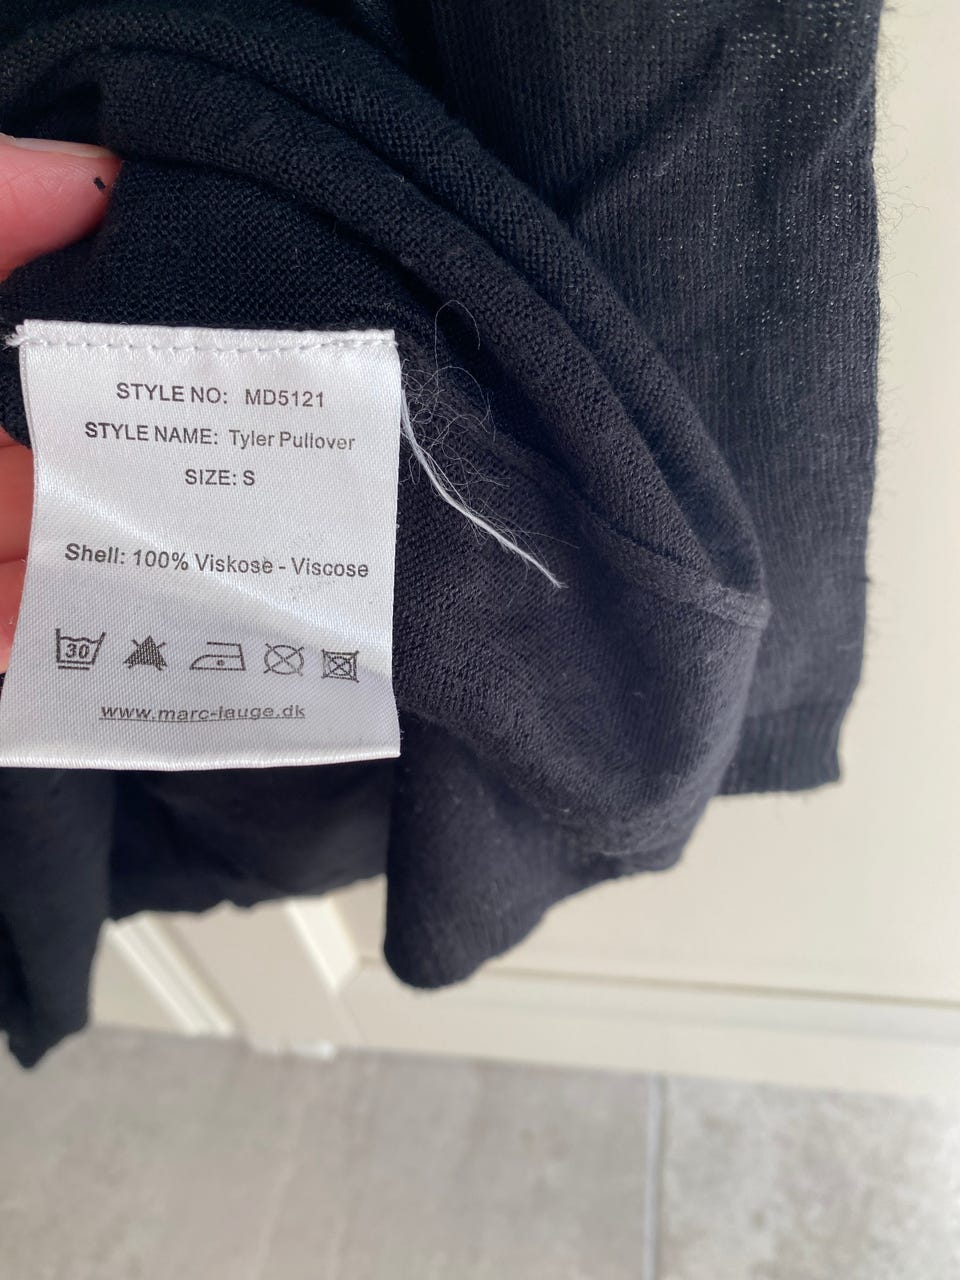 STYLE NO: MD5121
STYLE NAME: Tyler Pullover
SIZE: S
Shell: 100% Viskose - Viscose
30
www.marc-lauge.dk